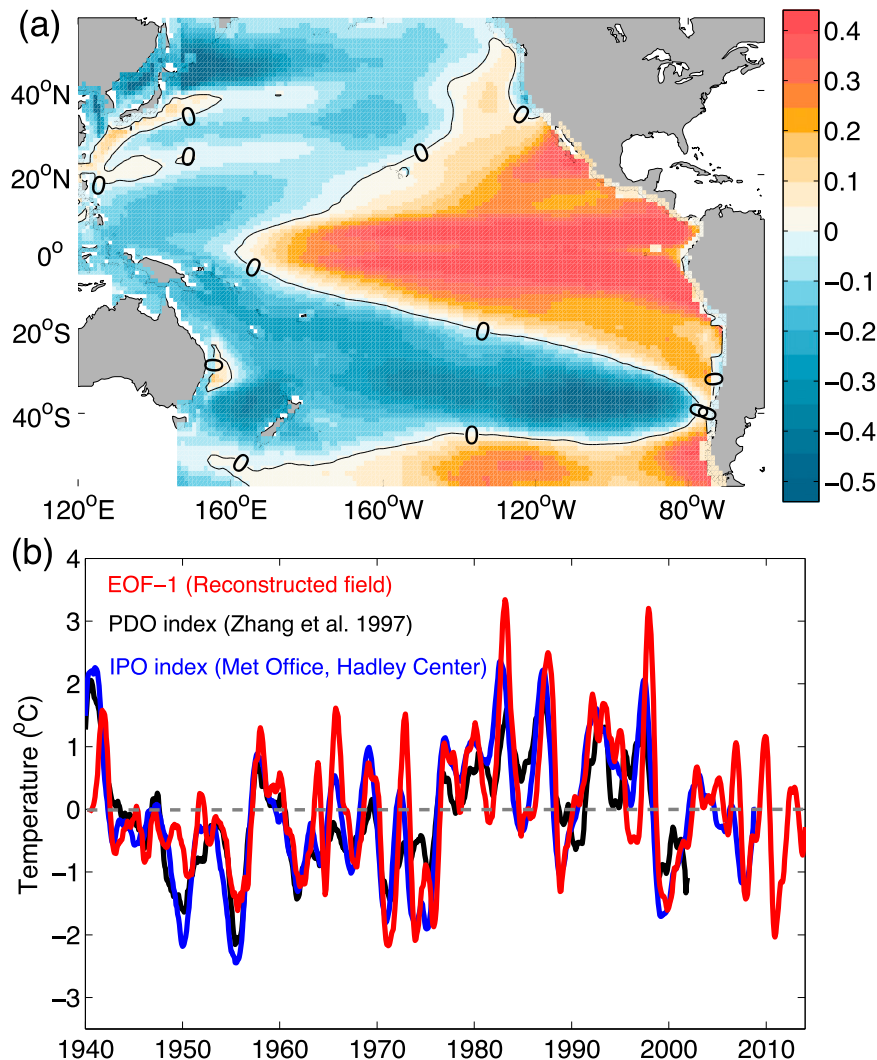 (a)
40°N
20°N
0°
20°S
40°S
120°E 160°E 160°W 120°W 80°W
0 0 0 0 0 0 0 0 0 0 0 0 0
0.4
0.3
0.2
0.1
0
−0.1
−0.2
−0.3
−0.4
−0.5
(b)
EOF−1 (Reconstructed field)
PDO index (Zhang et al. 1997)
IPO index (Met Office, Hadley Center)
Temperature (°C)
4
3
2
1
0
−1
−2
−3
1940 1950 1960 1970 1980 1990 2000 2010